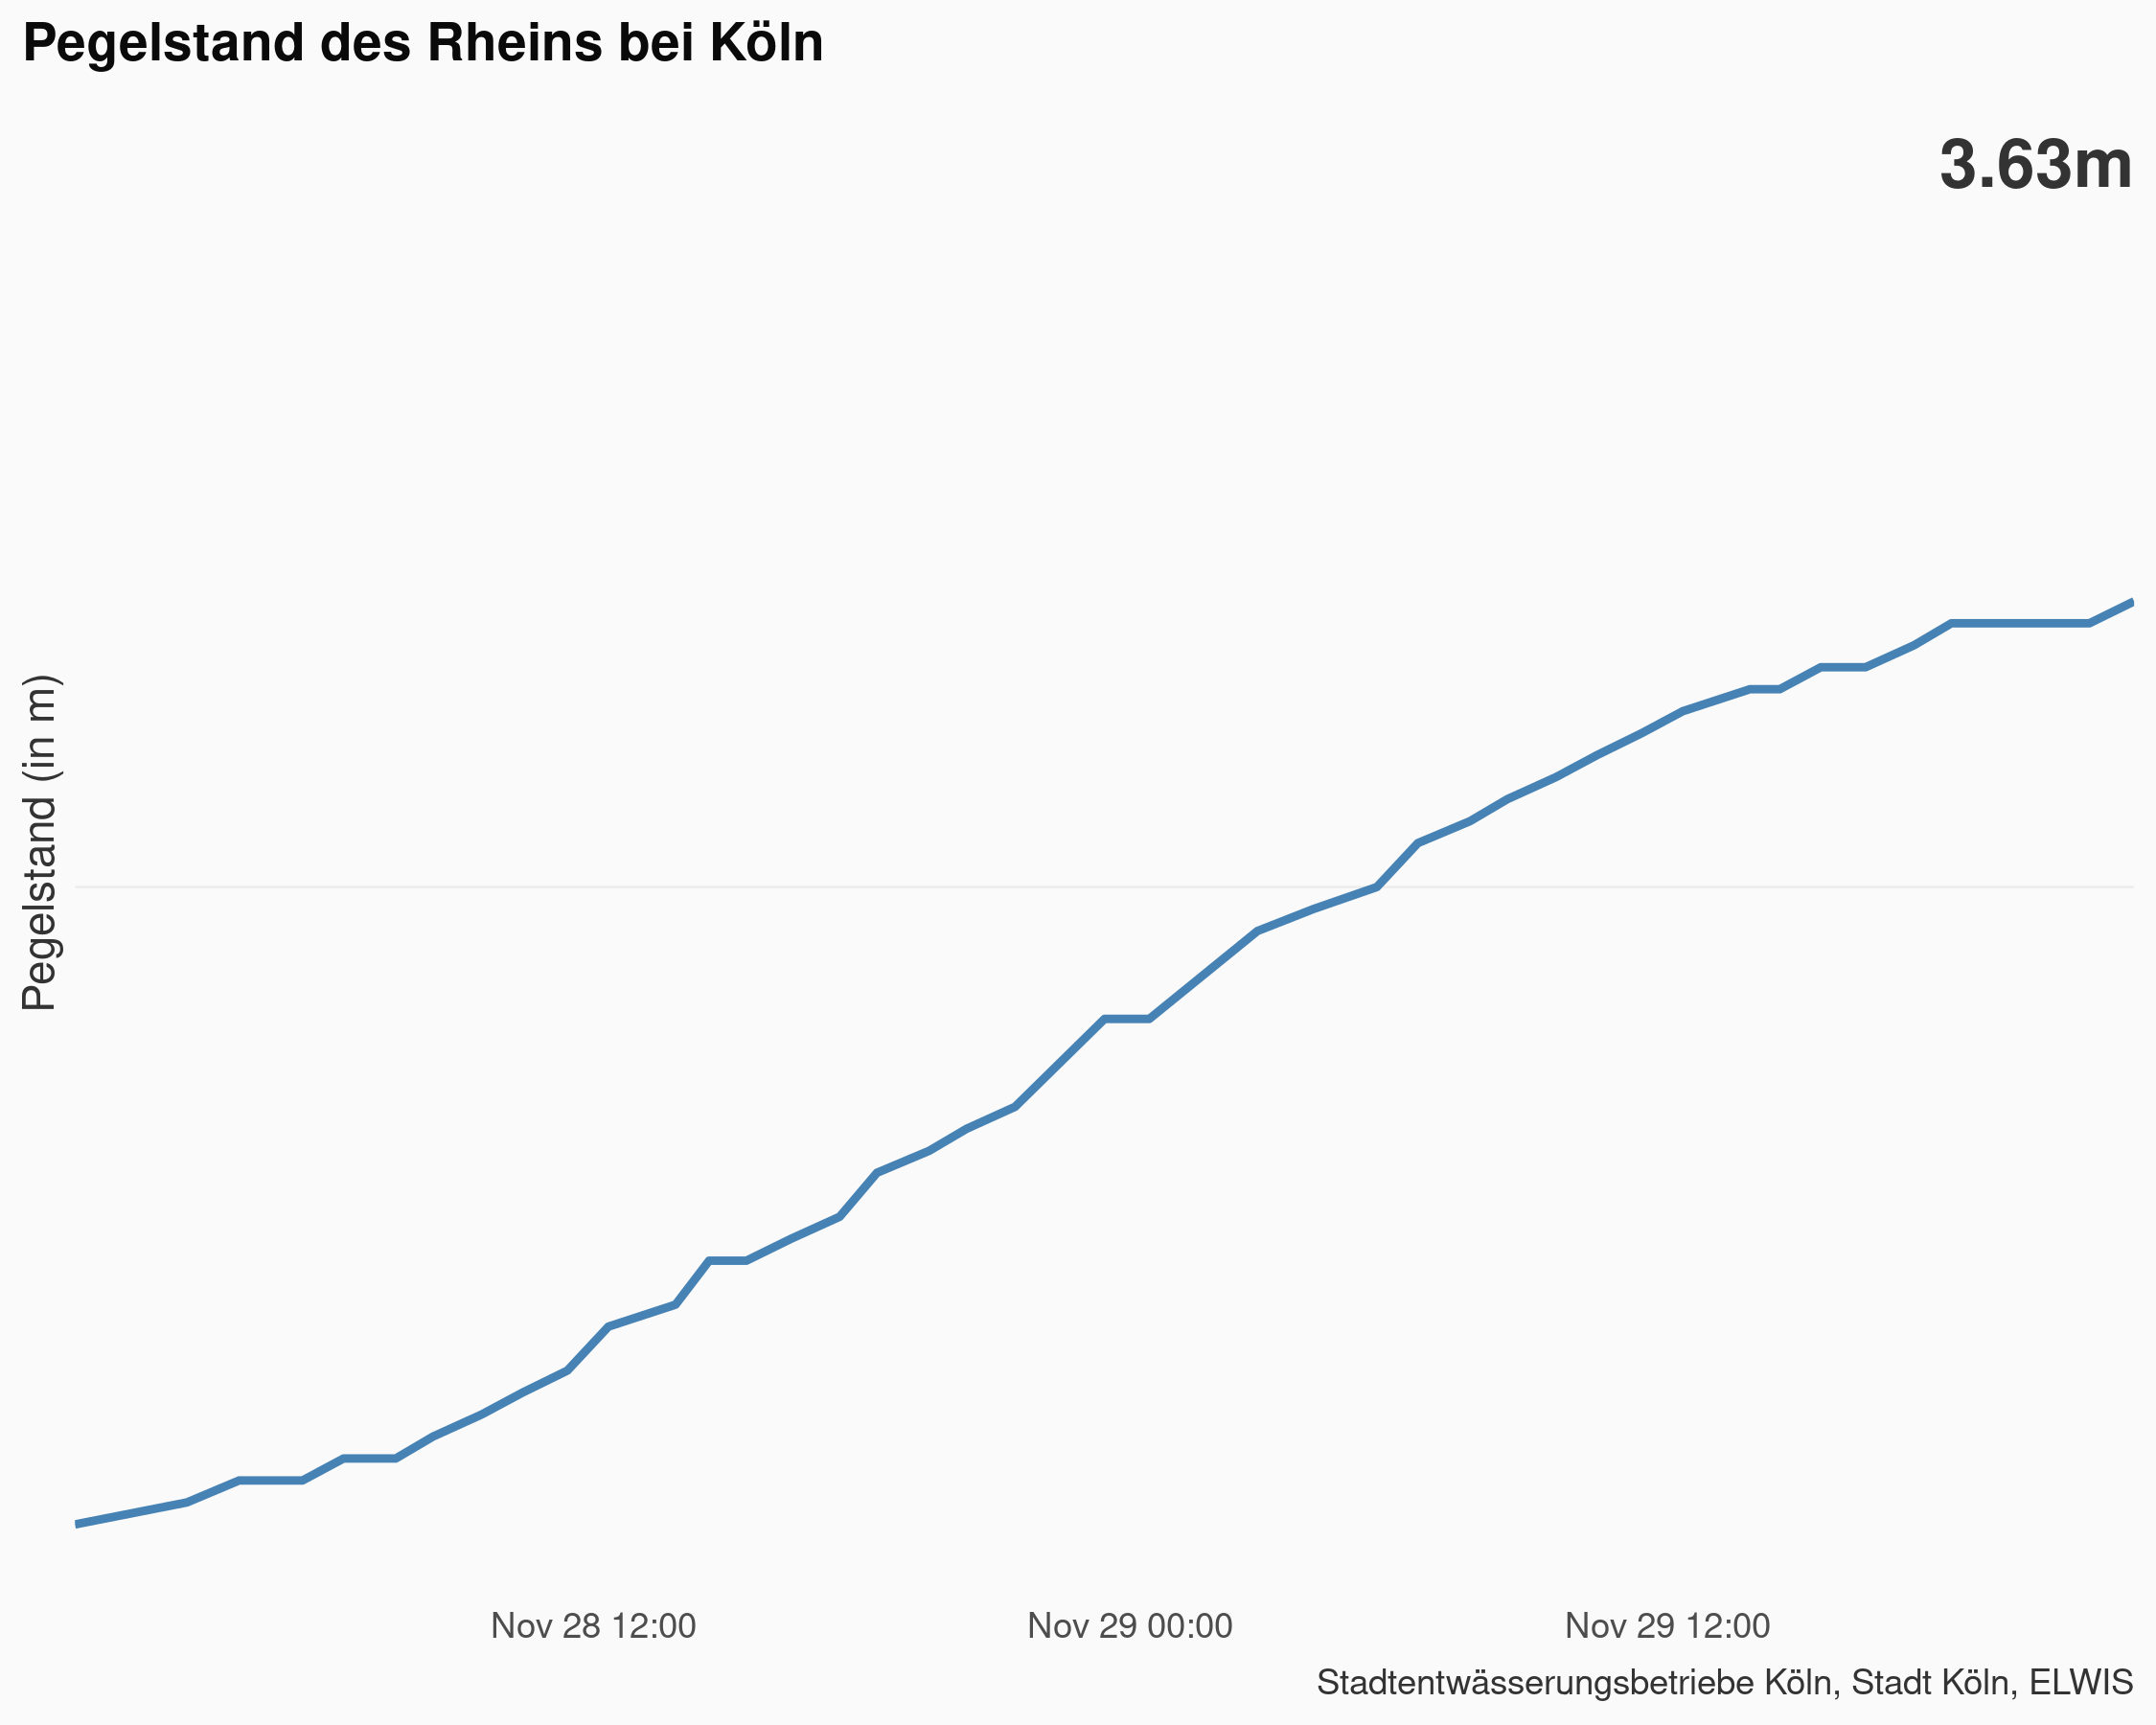 Pegelstand des Rheins bei Köln
3.63m
Pegelstand (in m)
Nov 28 12:00
Nov 29 00:00
Nov 29 12:00
Stadtentwässerungsbetriebe Köln, Stadt Köln, ELWIS